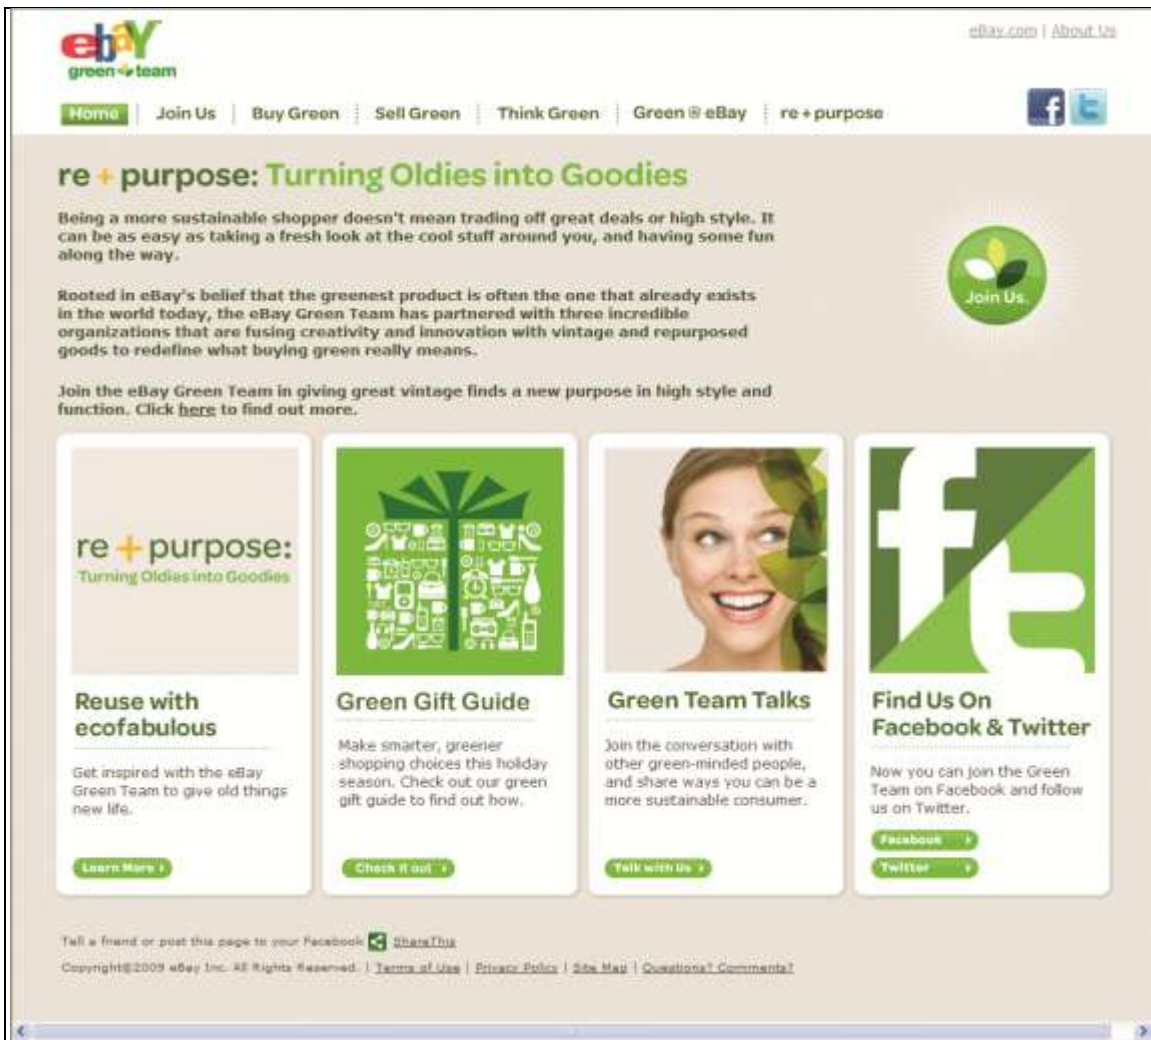 ebay
green team
eBay.com | About Us
Home
Join Us
Buy Green
Sell Green
Think Green
Green @ eBay
re + purpose
f
t
re + purpose: Turning Oldies into Goodies
Being a more sustainable shopper doesn't mean trading off great deals or high style. It
can be as easy as taking a fresh look at the cool stuff around you, and having some fun
along the way.
Rooted in eBay's belief that the greenest product is often the one that already exists
in the world today, the eBay Green Team has partnered with three incredible
organizations that are fusing creativity and innovation with vintage and repurposed
goods to redefine what buying green really means.
Join the eBay Green Team in giving great vintage finds a new purpose in high style and
function. Click here to find out more.
Join Us.
re + purpose:
Turning Oldies into Goodies
Reuse with
ecofabulous
Get inspired with the eBay
Green Team to give old things
new life.
Learn More
Green Gift Guide
Make smarter, greener
shopping choices this holiday
season. Check out our green
gift guide to find out how.
Check it out
Green Team Talks
Join the conversation with
other green-minded people,
and share ways you can be a
more sustainable consumer.
Talk with Us
f
t
Find Us On
Facebook & Twitter
Now you can join the Green
Team on Facebook and follow
us on Twitter.
Facebook
Twitter
Tell a friend or post this page to your Facebook ShareThis
Copyright©2009 eBay Inc. All Rights Reserved. | Terms of Use | Privacy Policy | Site Map | Questions? Comments?